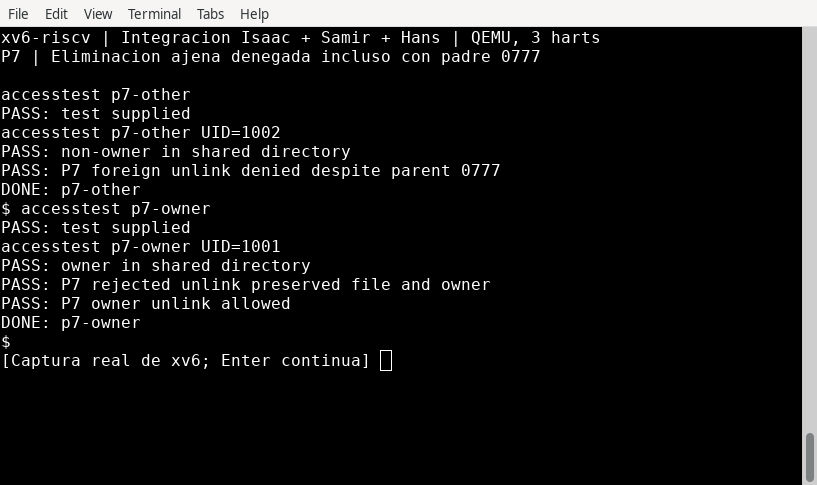 File Edit View Terminal Tabs Help
xv6-riscv | Integracion Isaac + Samir + Hans | QEMU, 3 harts
P7 | Eliminacion ajena denegada incluso con padre 0777
accesstest p7-other
PASS: test supplied
accesstest p7-other UID=1002
PASS: non-owner in shared directory
PASS: P7 foreign unlink denied despite parent 0777
DONE: p7-other
$ accesstest p7-owner
PASS: test supplied
accesstest p7-owner UID=1001
PASS: owner in shared directory
PASS: P7 rejected unlink preserved file and owner
PASS: P7 owner unlink allowed
DONE: p7-owner
$
[Captura real de xv6; Enter continua]